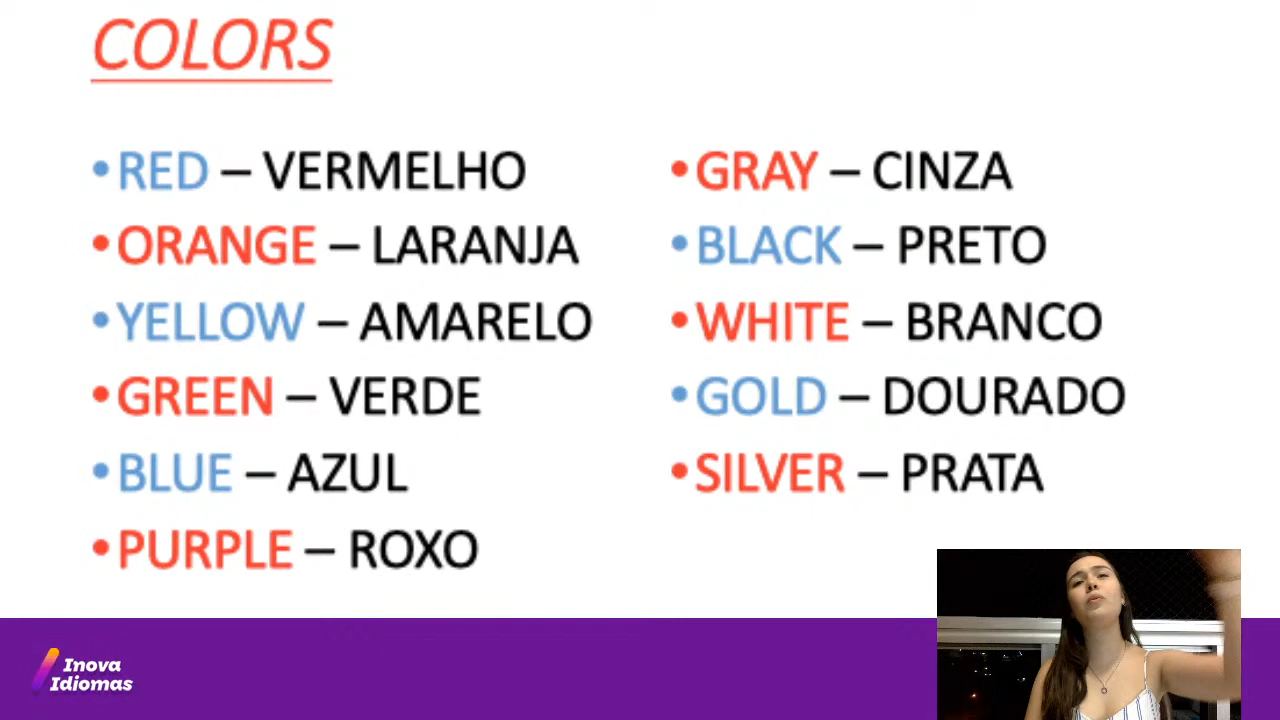 COLORS
•RED – VERMELHO
•ORANGE – LARANJA
•YELLOW – AMARELO
•GREEN – VERDE
•BLUE – AZUL
•PURPLE – ROXO
•GRAY – CINZA
•BLACK – PRETO
•WHITE – BRANCO
•GOLD – DOURADO
•SILVER – PRATA
Inova
Idiomas